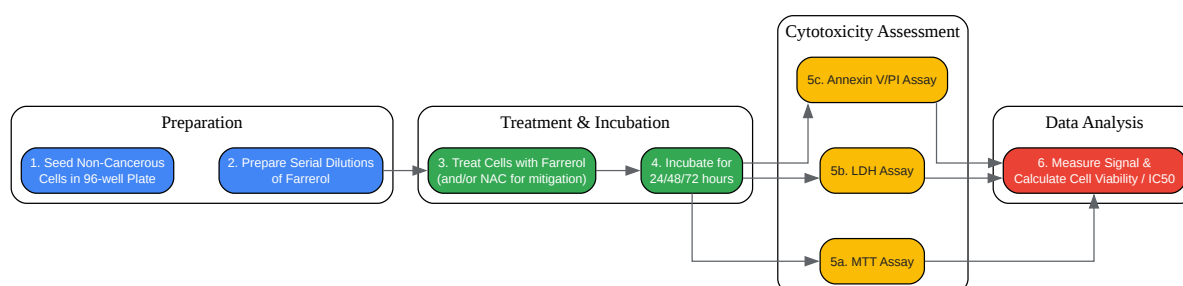 Preparation
1. Seed Non-Cancerous
Cells in 96-well Plate
2. Prepare Serial Dilutions
of Farrerol
Treatment & Incubation
3. Treat Cells with Farrerol
(and/or NAC for mitigation)
4. Incubate for
24/48/72 hours
Cytotoxicity Assessment
5c. Annexin V/PI Assay
5b. LDH Assay
5a. MTT Assay
Data Analysis
6. Measure Signal &
Calculate Cell Viability / IC50